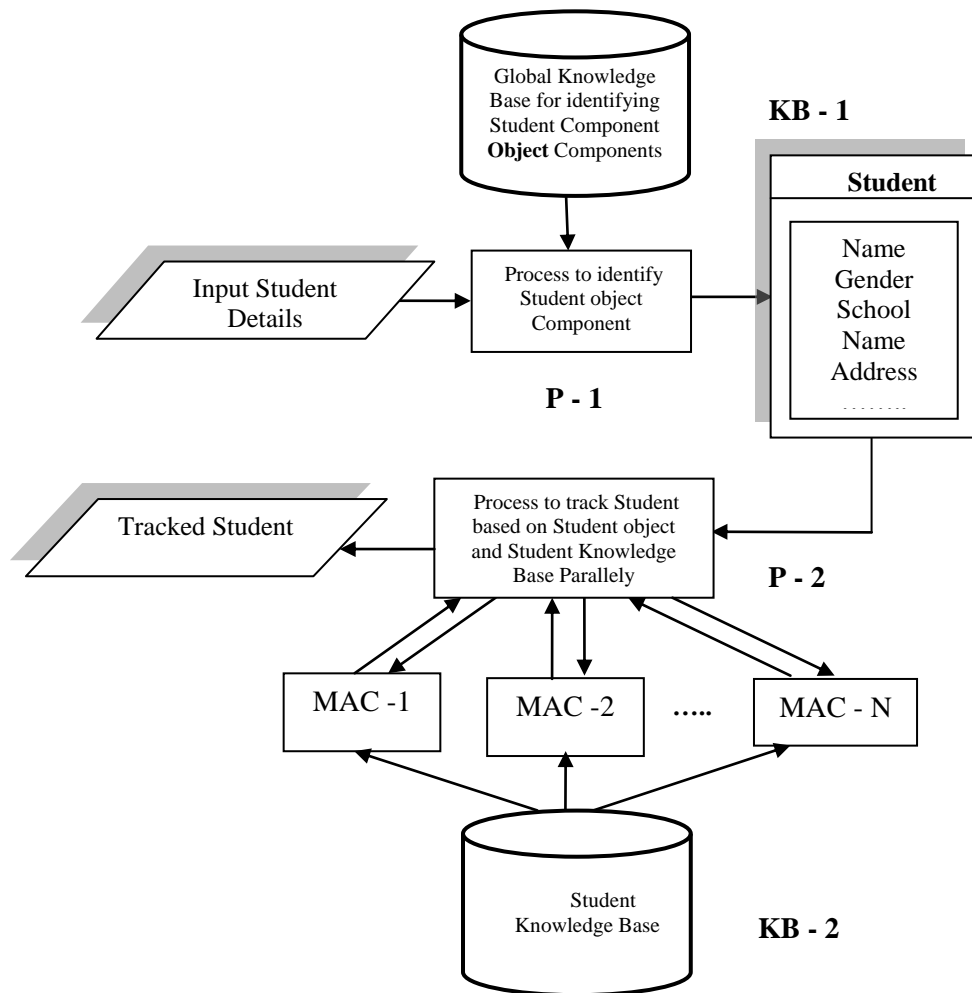 Global Knowledge
Base for identifying
Student Component
Object Components
KB - 1
Student
Name
Gender
School
Name
Address
………
Input Student
Details
Process to identify
Student object
Component
P - 1
Process to track Student
based on Student object
and Student Knowledge
Base Parallely
Tracked Student
P - 2
MAC -1
MAC -2
…..
MAC - N
Student
Knowledge Base
KB - 2